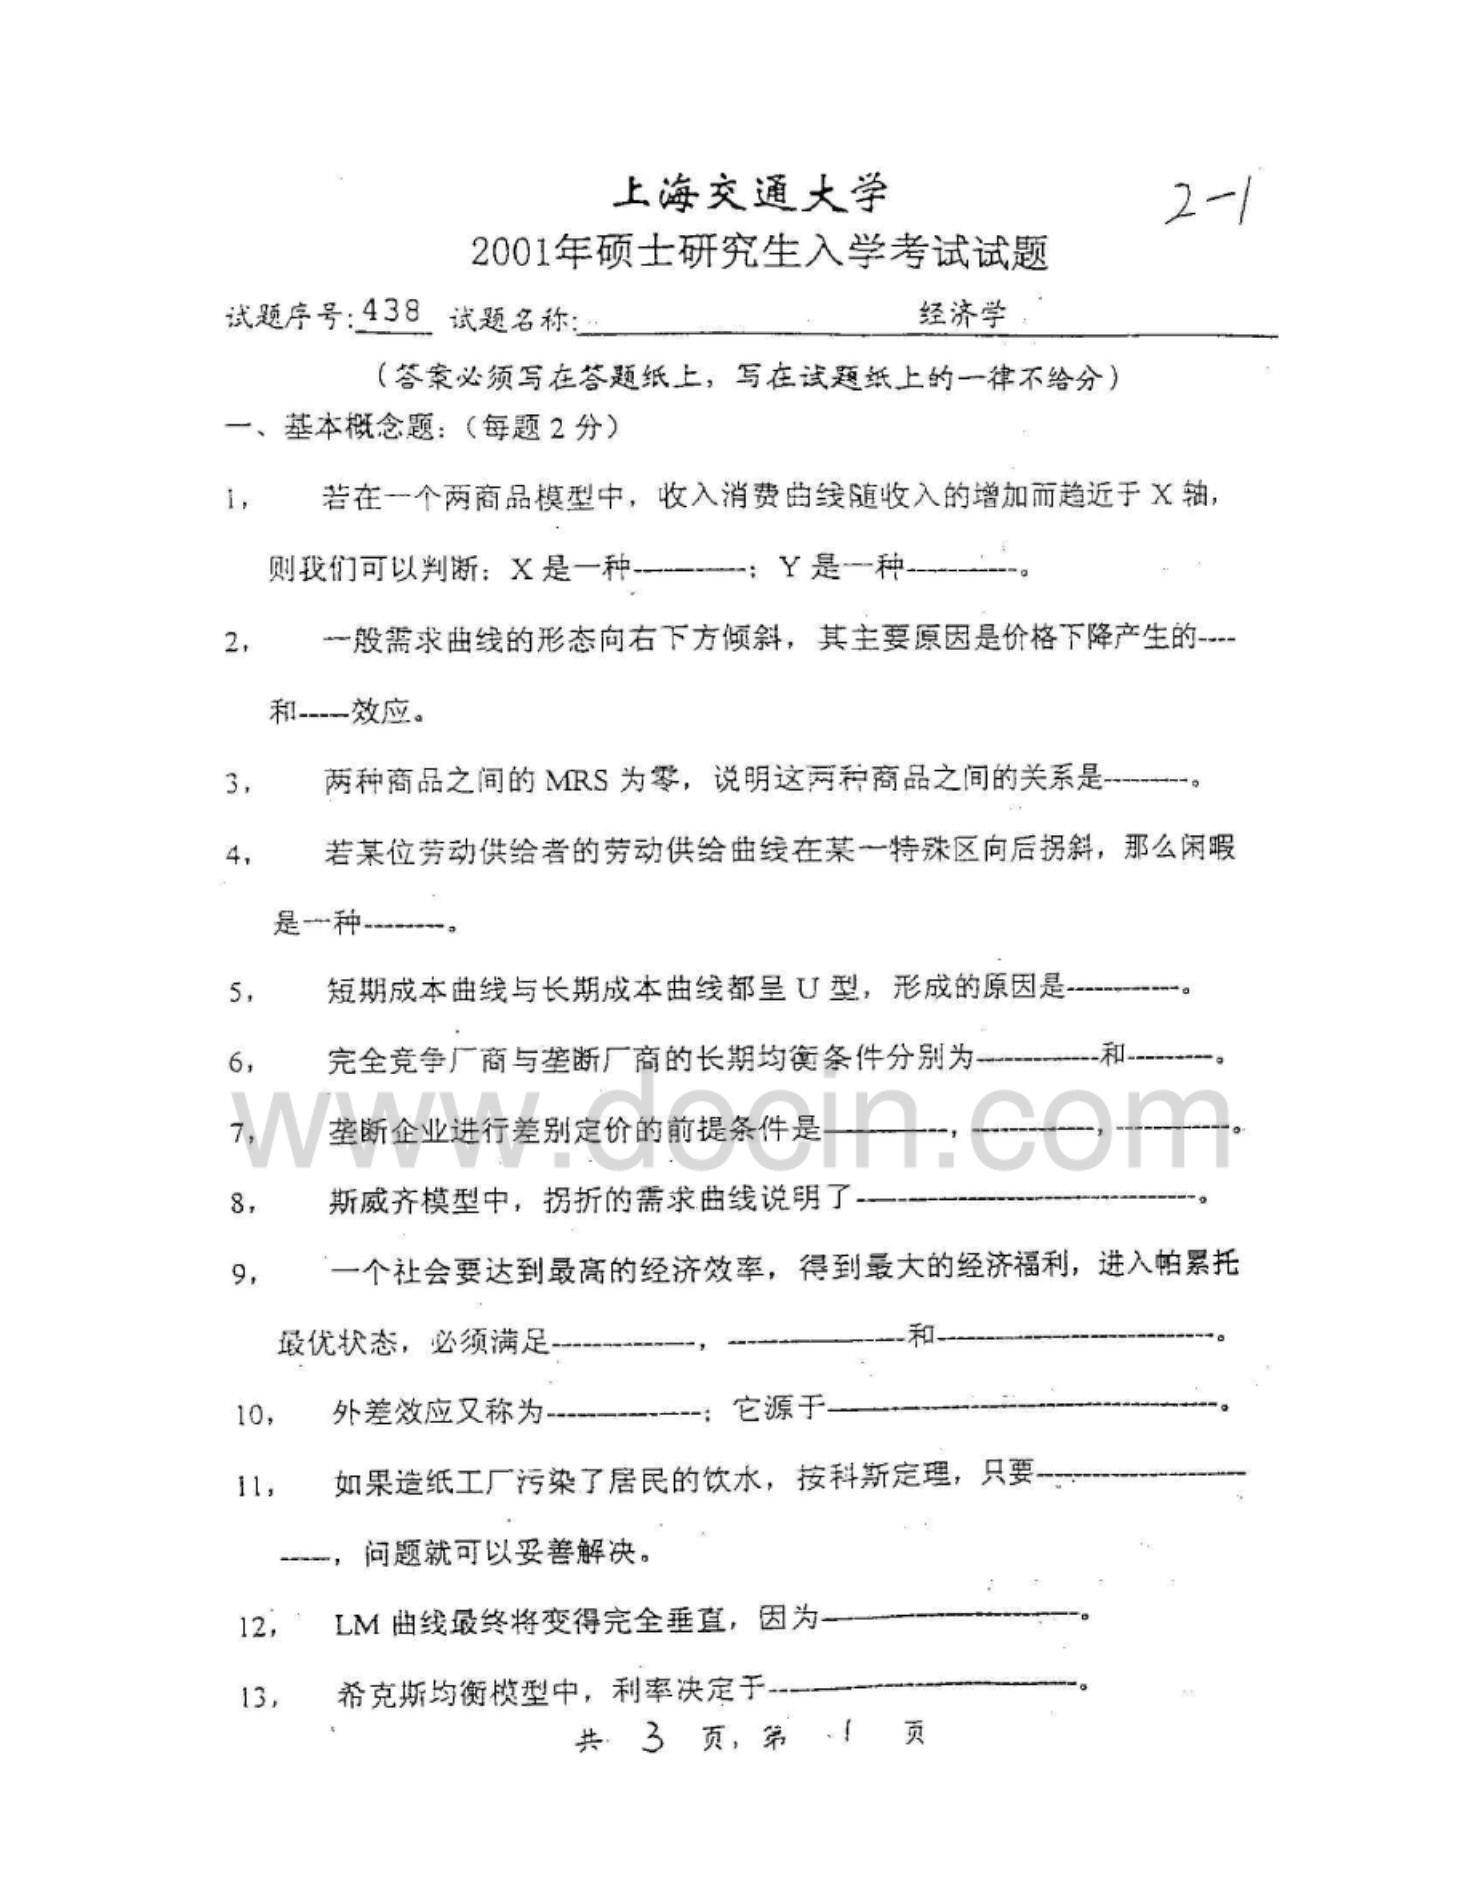 上海交通大学
2-1
2001年硕士研究生入学考试试题
试题序号:438 试题名称: 经济学
（答案必须写在答题纸上，写在试题纸上的一律不给分）
一、基本概念题:（每题 2 分）
1, 若在一个两商品模型中，收入消费曲线随收入的增加而趋近于 X 轴，
则我们可以判断：X 是一种----------；Y 是一种-----------。
2, 一般需求曲线的形态向右下方倾斜，其主要原因是价格下降产生的----
和-----效应。
3, 两种商品之间的 MRS 为零，说明这两种商品之间的关系是---------。
4, 若某位劳动供给者的劳动供给曲线在某一特殊区向后拐斜，那么闲暇
是一种--------。
5, 短期成本曲线与长期成本曲线都呈 U 型，形成的原因是-----------。
6, 完全竞争厂商与垄断厂商的长期均衡条件分别为------------和---------。
www.docin.com
7, 垄断企业进行差别定价的前提条件是------------，------------，-----------。
8, 斯威齐模型中，拐折的需求曲线说明了---------------------------------。
9, 一个社会要达到最高的经济效率，得到最大的经济福利，进入帕累托
最优状态，必须满足--------------，-----------------和---------------------------。
10, 外差效应又称为---------------；它源于--------------------------------------。
11, 如果造纸工厂污染了居民的饮水，按科斯定理，只要--------------------
-----，问题就可以妥善解决。
12, LM 曲线最终将变得完全垂直，因为-------------------------。
13, 希克斯均衡模型中，利率决定于------------------------------。
共 3 页，第 1 页